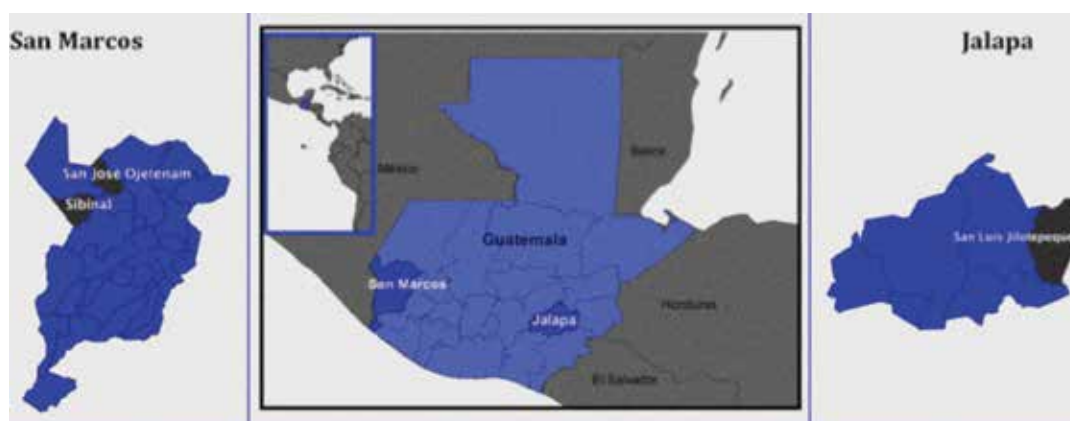 San Marcos
San José Ojetenam
Sibinal
México
Belice
Guatemala
San Marcos
Jalapa
Honduras
El Salvador
Jalapa
San Luis Jilotepeque